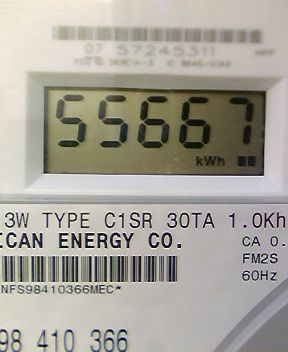 07 57245311
55667
kWh
3W TYPE C1SR 30TA 1.0Kh
ICAN ENERGY CO.
CA 0.
FM2S
60Hz
NFS98410366MEC*
98 410 366